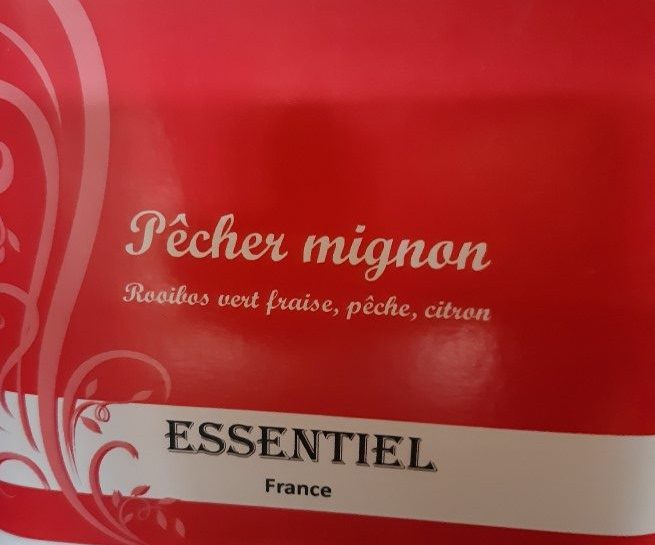 Pêcher mignon
Rooibos vert fraise, pêche, citron
ESSENTIEL
France